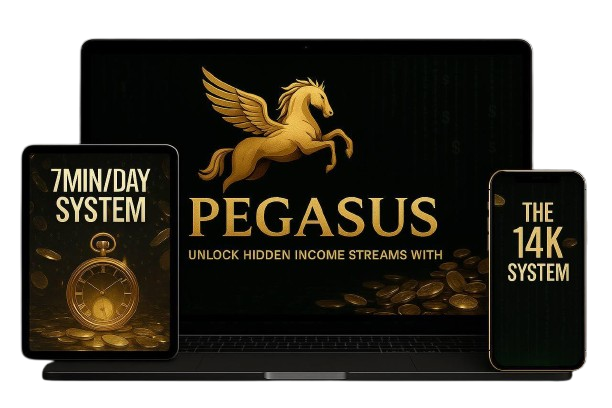 7MIN/DAY
SYSTEM
PEGASUS
UNLOCK HIDDEN INCOME STREAMS WITH
THE
14K
SYSTEM